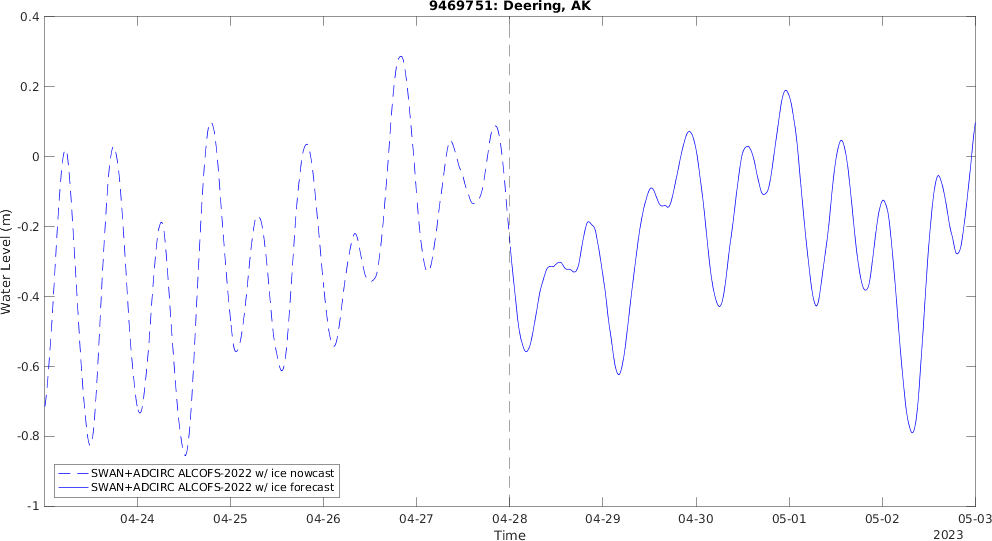 9469751: Deering, AK
0.4
0.2
0
-0.2
-0.4
-0.6
-0.8
-1
Water Level (m)
SWAN+ADCIRC ALCOFS-2022 w/ ice nowcast
SWAN+ADCIRC ALCOFS-2022 w/ ice forecast
04-24 04-25 04-26 04-27 04-28 04-29 04-30 05-01 05-02 05-03
Time
2023